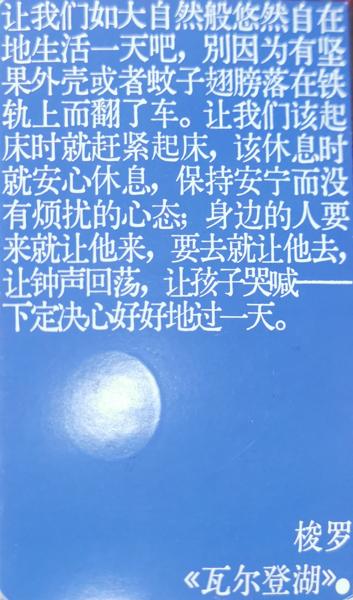 让我们如大自然般悠然自在
地生活一天吧，别因为有坚
果外壳或者蚊子翅膀落在铁
轨上而翻了车。让我们该起
床时就赶紧起床，该休息时
就安心休息，保持安宁而没
有烦扰的心态；身边的人要
来就让他来，要去就让他去，
让钟声回荡，让孩子哭喊——
下定决心好好地过一天。
梭罗
《瓦尔登湖》